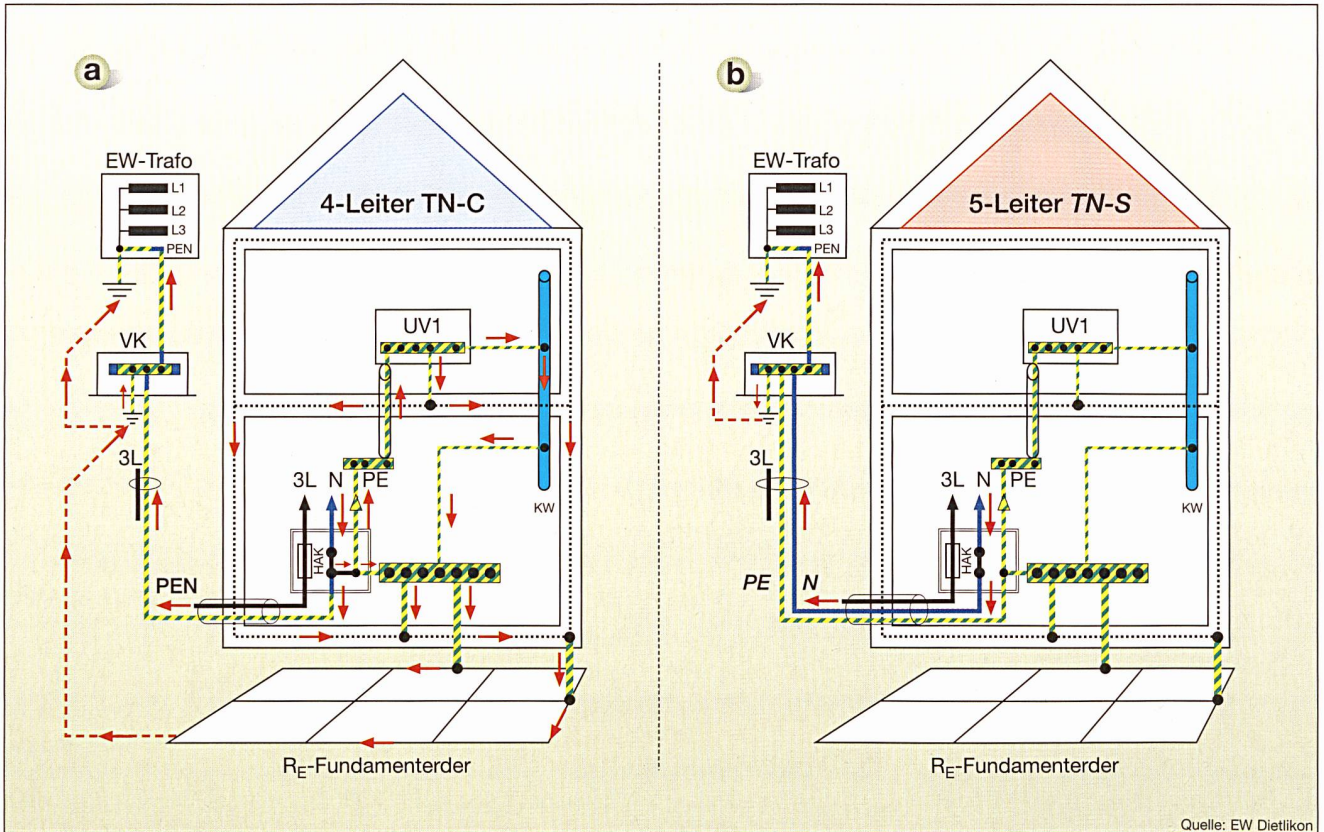 a
EW-Trafo
L1
L2
L3
PEN
4-Leiter TN-C
VK
UV1
3L
3L N PE
KW
HAK
PEN
R_E-Fundamenterder
b
EW-Trafo
L1
L2
L3
PEN
5-Leiter TN-S
VK
UV1
3L
3L N PE
KW
HAK
PE N
R_E-Fundamenterder
Quelle: EW Dietlikon